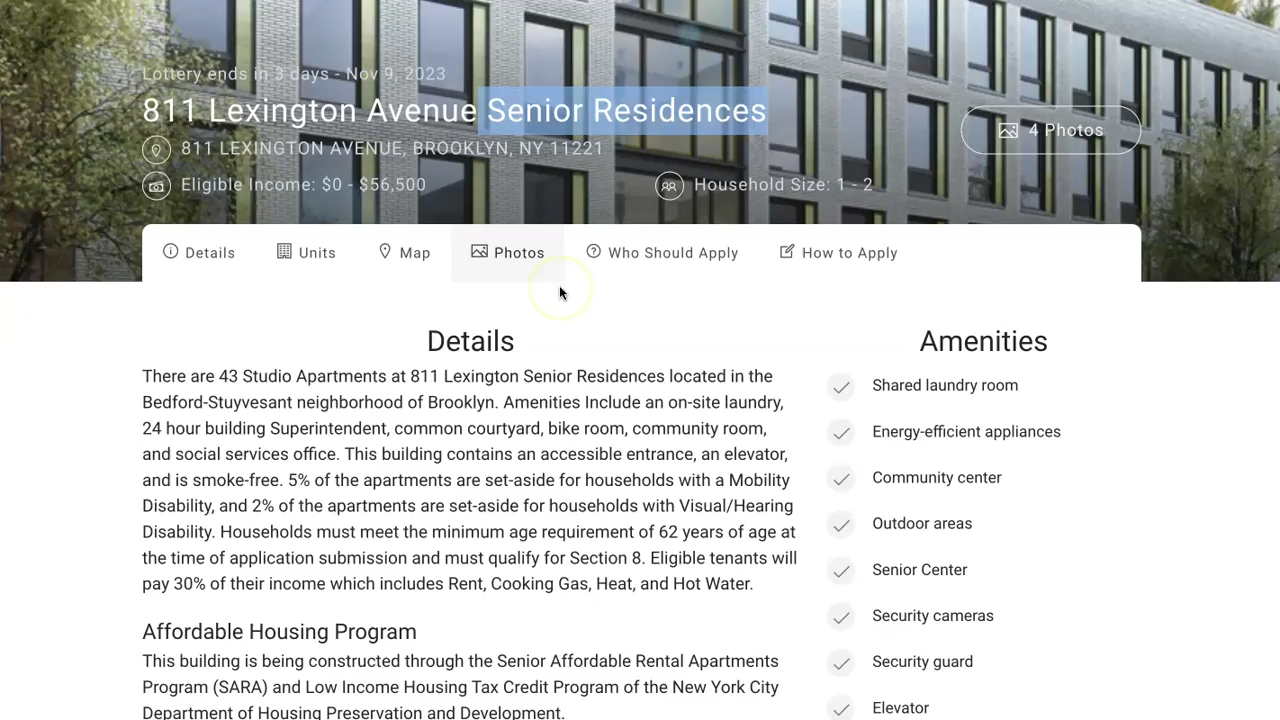 Lottery ends in 3 days - Nov 9, 2023
811 Lexington Avenue Senior Residences
811 LEXINGTON AVENUE, BROOKLYN, NY 11221
4 Photos
Eligible Income: $0 - $56,500
Household Size: 1 - 2
Details
Units
Map
Photos
Who Should Apply
How to Apply
Details
There are 43 Studio Apartments at 811 Lexington Senior Residences located in the
Bedford-Stuyvesant neighborhood of Brooklyn. Amenities Include an on-site laundry,
24 hour building Superintendent, common courtyard, bike room, community room,
and social services office. This building contains an accessible entrance, an elevator,
and is smoke-free. 5% of the apartments are set-aside for households with a Mobility
Disability, and 2% of the apartments are set-aside for households with Visual/Hearing
Disability. Households must meet the minimum age requirement of 62 years of age at
the time of application submission and must qualify for Section 8. Eligible tenants will
pay 30% of their income which includes Rent, Cooking Gas, Heat, and Hot Water.
Affordable Housing Program
This building is being constructed through the Senior Affordable Rental Apartments
Program (SARA) and Low Income Housing Tax Credit Program of the New York City
Department of Housing Preservation and Development.
Amenities
Shared laundry room
Energy-efficient appliances
Community center
Outdoor areas
Senior Center
Security cameras
Security guard
Elevator